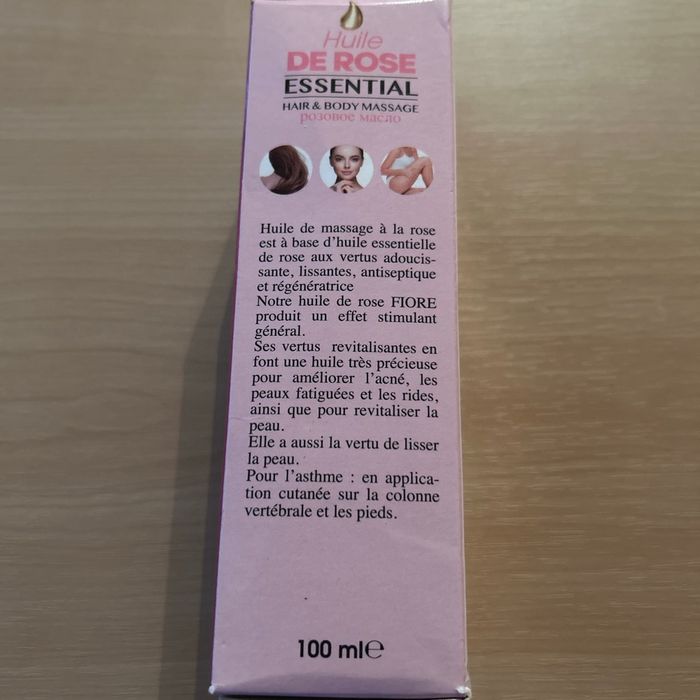 Huile
DE ROSE
ESSENTIAL
HAIR & BODY MASSAGE
розовое масло
Huile de massage à la rose
est à base d'huile essentielle
de rose aux vertus adoucis-
sante, lissantes, antiseptique
et régénératrice
Notre huile de rose FIORE
produit un effet stimulant
général.
Ses vertus revitalisantes en
font une huile très précieuse
pour améliorer l'acné, les
peaux fatiguées et les rides,
ainsi que pour revitaliser la
peau.
Elle a aussi la vertu de lisser
la peau.
Pour l'asthme : en applica-
tion cutanée sur la colonne
vertébrale et les pieds.
100 ml℮